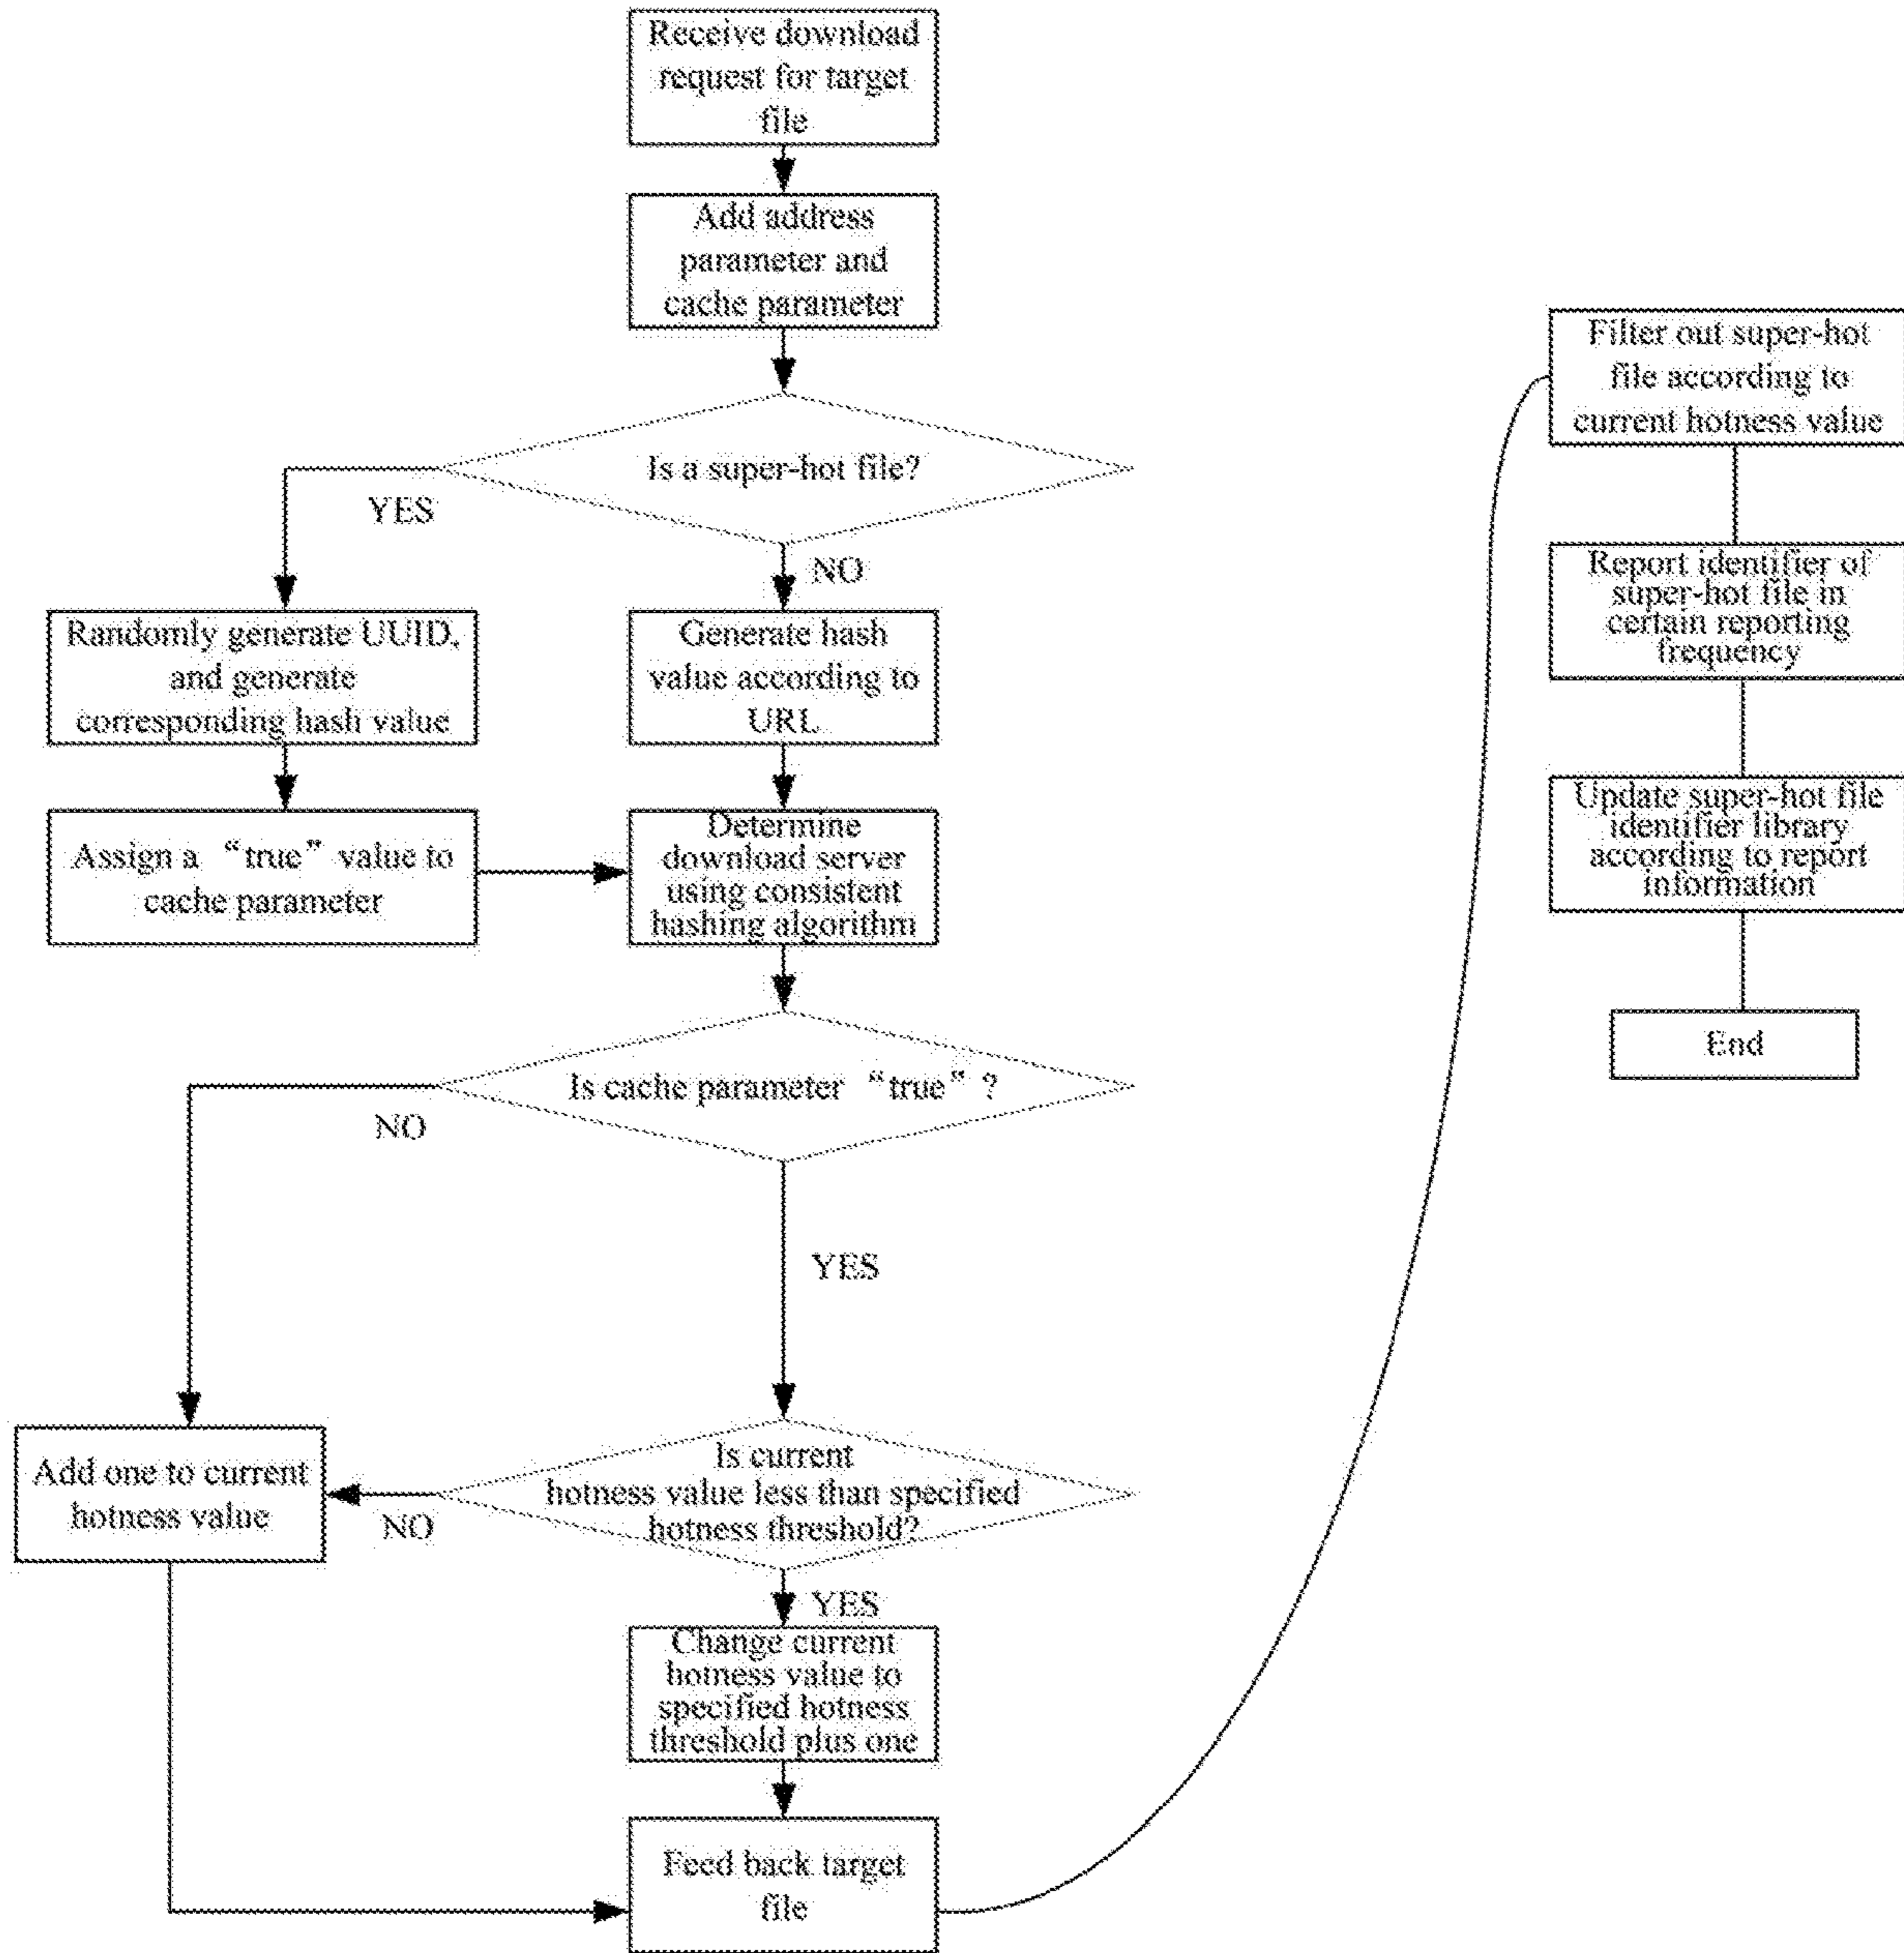 Receive download
request for target
file
Add address
parameter and
cache parameter
Is a super-hot file?
YES
NO
Randomly generate UUID,
and generate
corresponding hash value
Generate hash
value according to
URL
Assign a “true” value to
cache parameter
Determine
download server
using consistent
hashing algorithm
Is cache parameter “true” ?
NO
YES
Add one to current
hotness value
Is current
hotness value less than specified
hotness threshold?
NO
YES
Change current
hotness value to
specified hotness
threshold plus one
Feed back target
file
Filter out super-hot
file according to
current hotness value
Report identifier of
super-hot file in
certain reporting
frequency
Update super-hot file
identifier library
according to report
information
End